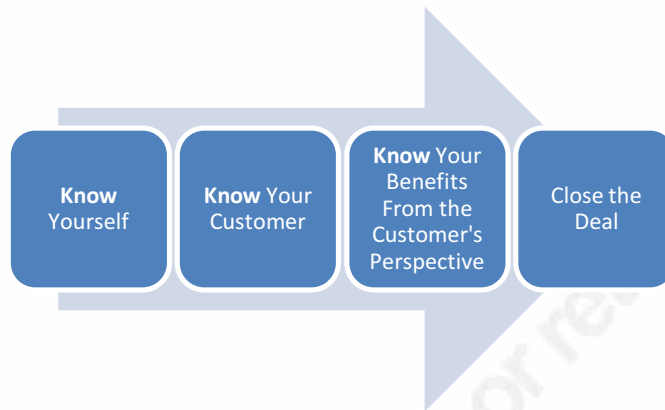 Know
Yourself
Know Your
Customer
Know Your
Benefits
From the
Customer's
Perspective
Close the
Deal